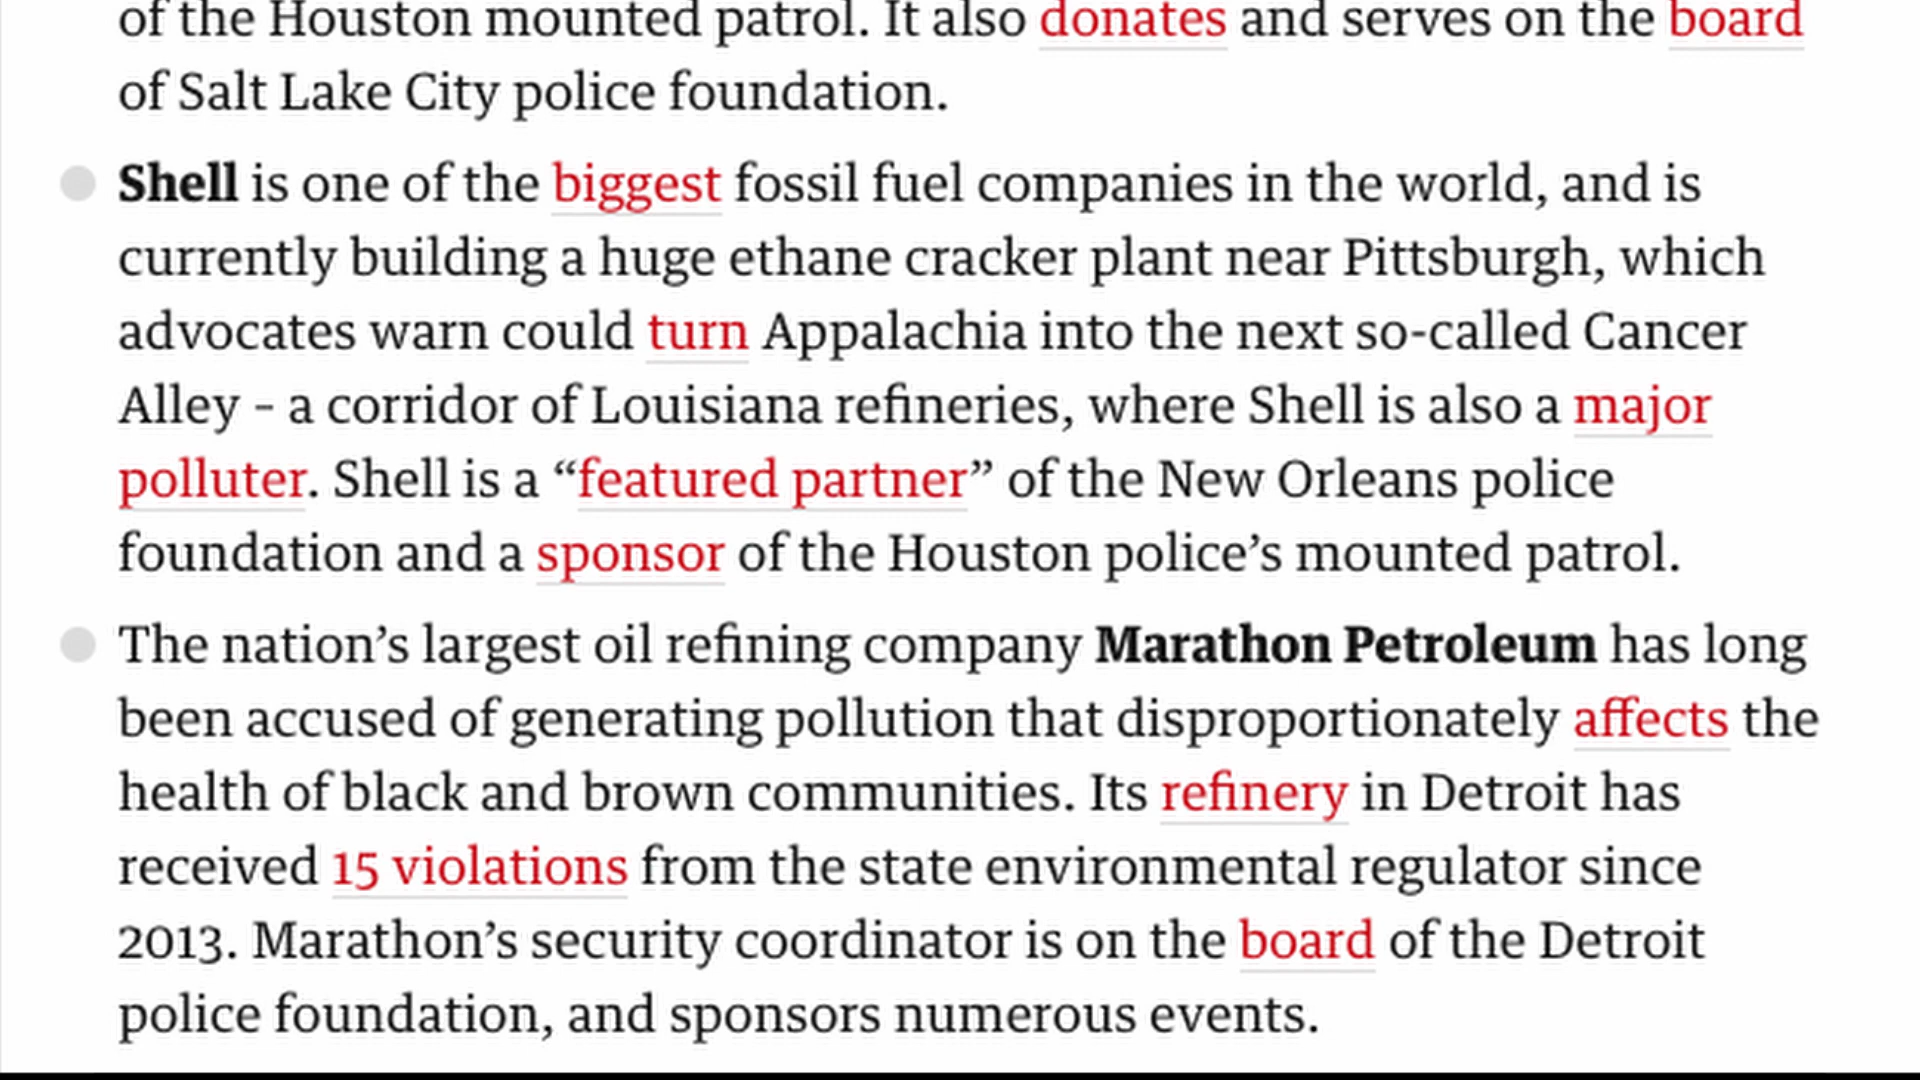 of the Houston mounted patrol. It also donates and serves on the board
of Salt Lake City police foundation.
Shell is one of the biggest fossil fuel companies in the world, and is
currently building a huge ethane cracker plant near Pittsburgh, which
advocates warn could turn Appalachia into the next so-called Cancer
Alley – a corridor of Louisiana refineries, where Shell is also a major
polluter. Shell is a “featured partner” of the New Orleans police
foundation and a sponsor of the Houston police’s mounted patrol.
The nation’s largest oil refining company Marathon Petroleum has long
been accused of generating pollution that disproportionately affects the
health of black and brown communities. Its refinery in Detroit has
received 15 violations from the state environmental regulator since
2013. Marathon’s security coordinator is on the board of the Detroit
police foundation, and sponsors numerous events.